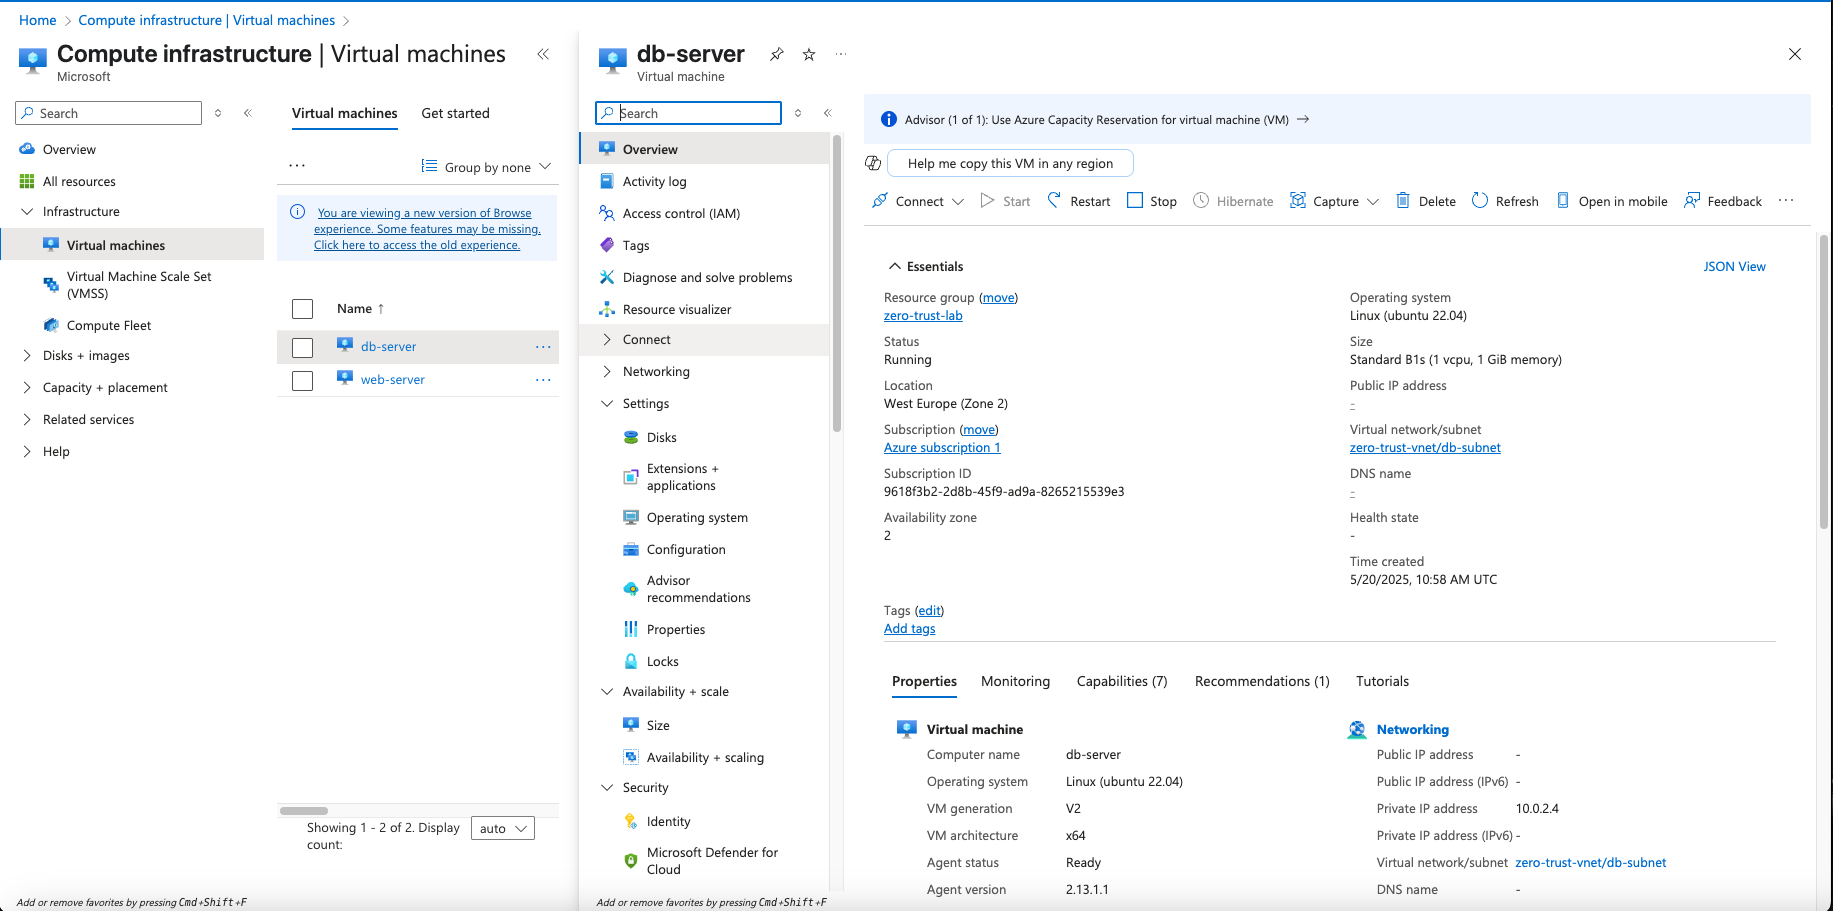 Home > Compute infrastructure | Virtual machines >
Compute infrastructure | Virtual machines
Microsoft
Search
Overview
All resources
Infrastructure
Virtual machines
Virtual Machine Scale Set
(VMSS)
Compute Fleet
Disks + images
Capacity + placement
Related services
Help
Add or remove favorites by pressing Cmd+Shift+F
Virtual machines
Get started
Group by none
You are viewing a new version of Browse
experience. Some features may be missing.
Click here to access the old experience.
Name ↑
db-server
web-server
Showing 1 - 2 of 2. Display
count:
auto
db-server
Virtual machine
Search
Overview
Activity log
Access control (IAM)
Tags
Diagnose and solve problems
Resource visualizer
Connect
Networking
Settings
Disks
Extensions +
applications
Operating system
Configuration
Advisor
recommendations
Properties
Locks
Availability + scale
Size
Availability + scaling
Security
Identity
Microsoft Defender for
Cloud
Add or remove favorites by pressing Cmd+Shift+F
Advisor (1 of 1): Use Azure Capacity Reservation for virtual machine (VM) →
Help me copy this VM in any region
Connect
Start
Restart
Stop
Hibernate
Capture
Delete
Refresh
Open in mobile
Feedback
Essentials
JSON View
Resource group (move)
zero-trust-lab
Status
Running
Location
West Europe (Zone 2)
Subscription (move)
Azure subscription 1
Subscription ID
9618f3b2-2d8b-45f9-ad9a-8265215539e3
Availability zone
2
Operating system
Linux (ubuntu 22.04)
Size
Standard B1s (1 vcpu, 1 GiB memory)
Public IP address
-
Virtual network/subnet
zero-trust-vnet/db-subnet
DNS name
-
Health state
-
Time created
5/20/2025, 10:58 AM UTC
Tags (edit)
Add tags
Properties
Monitoring
Capabilities (7)
Recommendations (1)
Tutorials
Virtual machine
Computer name db-server
Operating system Linux (ubuntu 22.04)
VM generation V2
VM architecture x64
Agent status Ready
Agent version 2.13.1.1
Networking
Public IP address -
Public IP address (IPv6) -
Private IP address 10.0.2.4
Private IP address (IPv6) -
Virtual network/subnet zero-trust-vnet/db-subnet
DNS name -